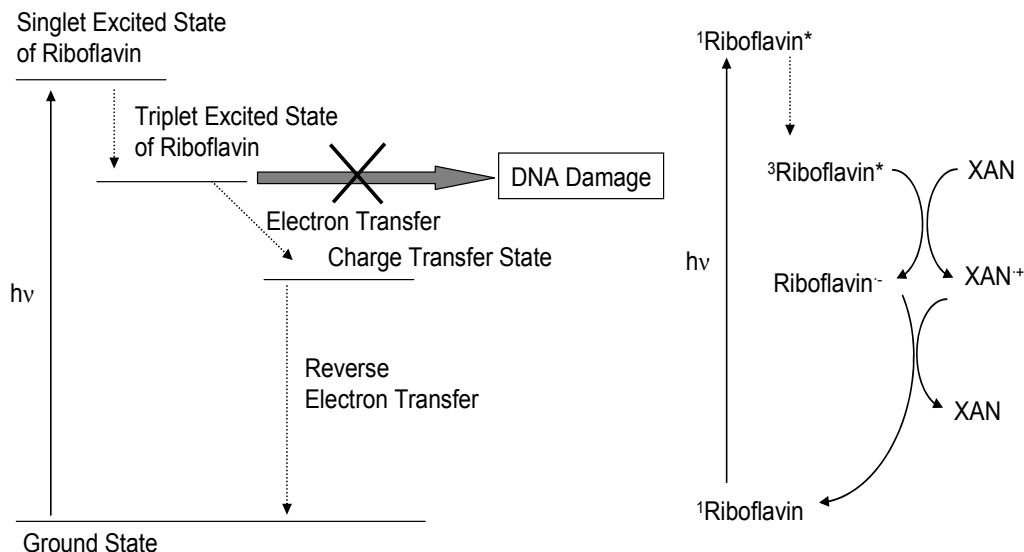 Singlet Excited State
of Riboflavin
Triplet Excited State
of Riboflavin
DNA Damage
Electron Transfer
Charge Transfer State
hν
Reverse
Electron Transfer
Ground State
¹Riboflavin*
³Riboflavin*
XAN
hν
Riboflavin·-
XAN·+
XAN
¹Riboflavin